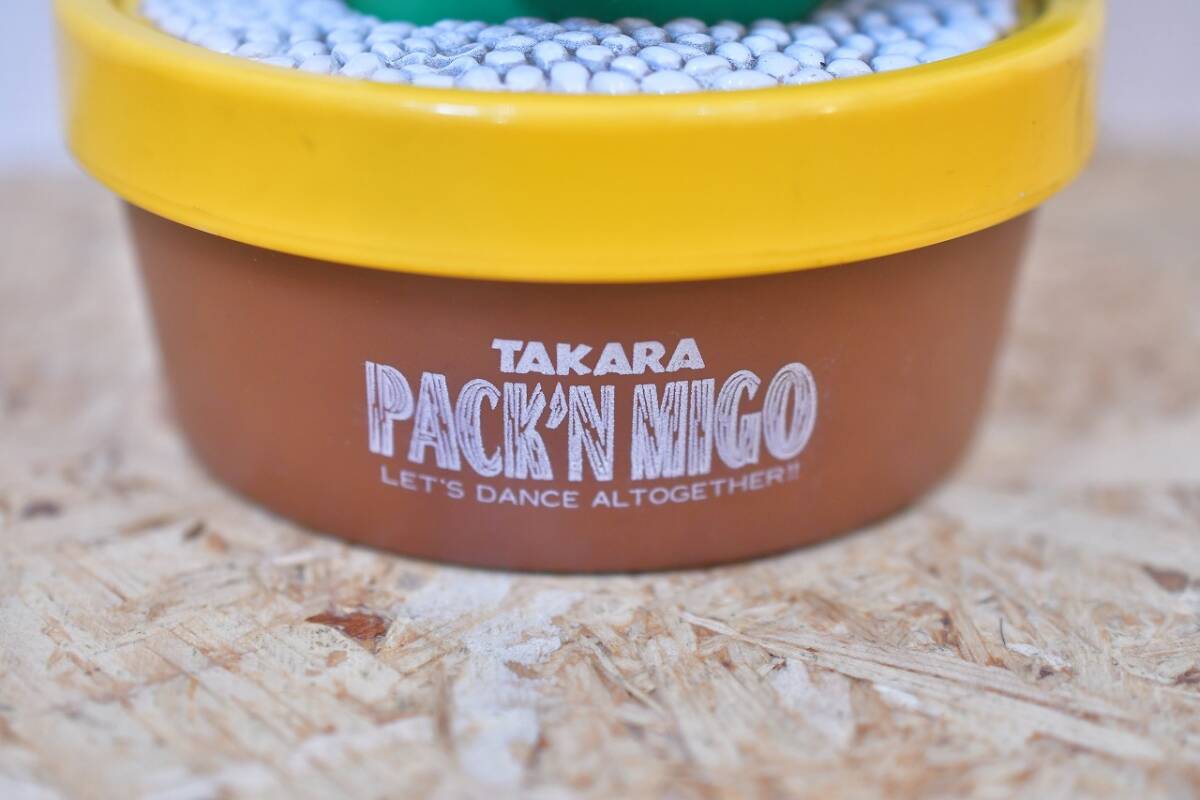 TAKARA
PACK'N MIGO
LET'S DANCE ALTOGETHER!!